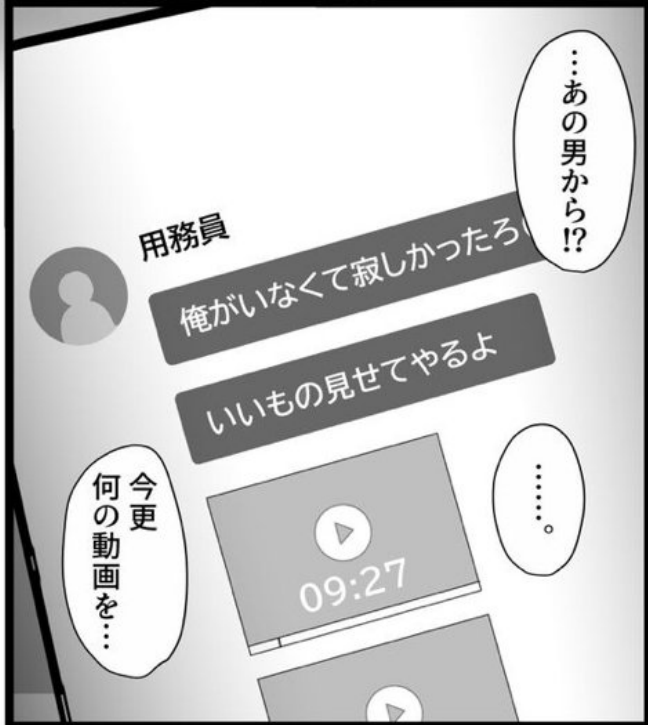 …あの男から!?
用務員
俺がいなくて寂しかったろ
いいもの見せてやるよ
……。
今更
何の動画を…
09:27